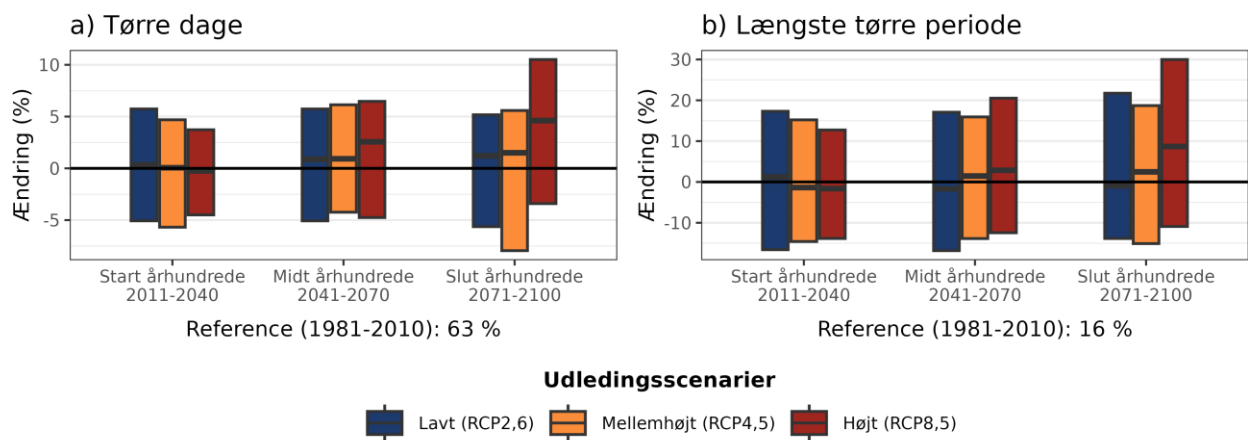 a) Tørre dage
Ændring (%)
10
5
0
-5
Start århundrede
2011-2040
Midt århundrede
2041-2070
Slut århundrede
2071-2100
Reference (1981-2010): 63 %
b) Længste tørre periode
Ændring (%)
30
20
10
0
-10
Start århundrede
2011-2040
Midt århundrede
2041-2070
Slut århundrede
2071-2100
Reference (1981-2010): 16 %
Udledingsscenarier
Lavt (RCP2,6)
Mellemhøjt (RCP4,5)
Højt (RCP8,5)